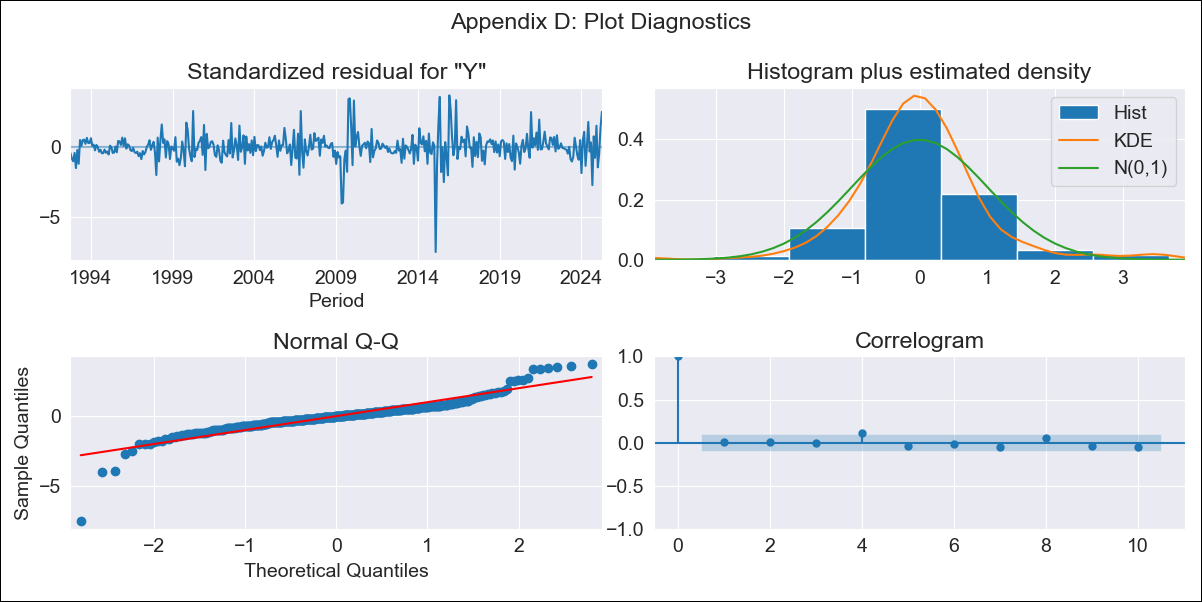 Appendix D: Plot Diagnostics
Standardized residual for "Y"
0
−5
1994 1999 2004 2009 2014 2019 2024
Period
Histogram plus estimated density
Hist
KDE
N(0,1)
0.4
0.2
0.0
−3 −2 −1 0 1 2 3
Normal Q-Q
Sample Quantiles
0
−5
−2 −1 0 1 2
Theoretical Quantiles
Correlogram
1.0
0.5
0.0
−0.5
−1.0
0 2 4 6 8 10